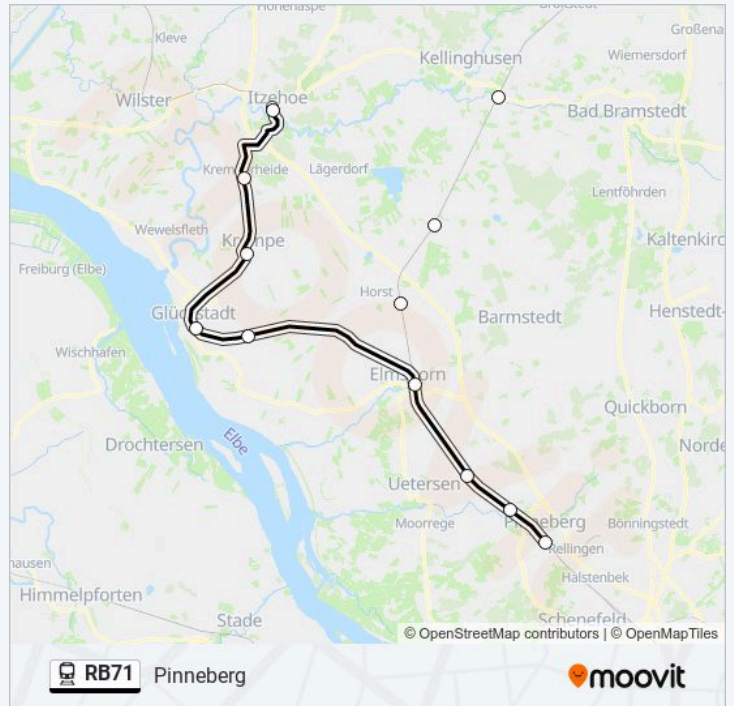 Hohenaspe
Brokstedt
Kleve
Großena
Kellinghusen
Wiemersdorf
Wilster
Itzehoe
Bad Bramstedt
Kremperheide
Lägerdorf
Lentföhrden
Wewelsfleth
Krempe
Kaltenkirc
Freiburg (Elbe)
Horst
Glückstadt
Barmstedt
Henstedt-
Wischhafen
Elmshorn
Quickborn
Drochtersen
Elbe
Norde
Uetersen
Moorrege
Pinneberg
Bönningstedt
Rellingen
hausen
Halstenbek
Himmelpforten
Stade
Schenefeld
© OpenStreetMap contributors | © OpenMapTiles
RB71 Pinneberg
moovit